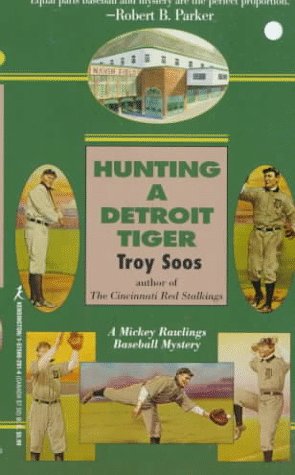 Equal parts baseball and mystery are the perfect proportion.
—Robert B. Parker
NAVIN FIELD
HUNTING
A
DETROIT
TIGER
Troy Soos
author of
The Cincinnati Red Stalkings
A Mickey Rawlings
Baseball Mystery
KENSINGTON